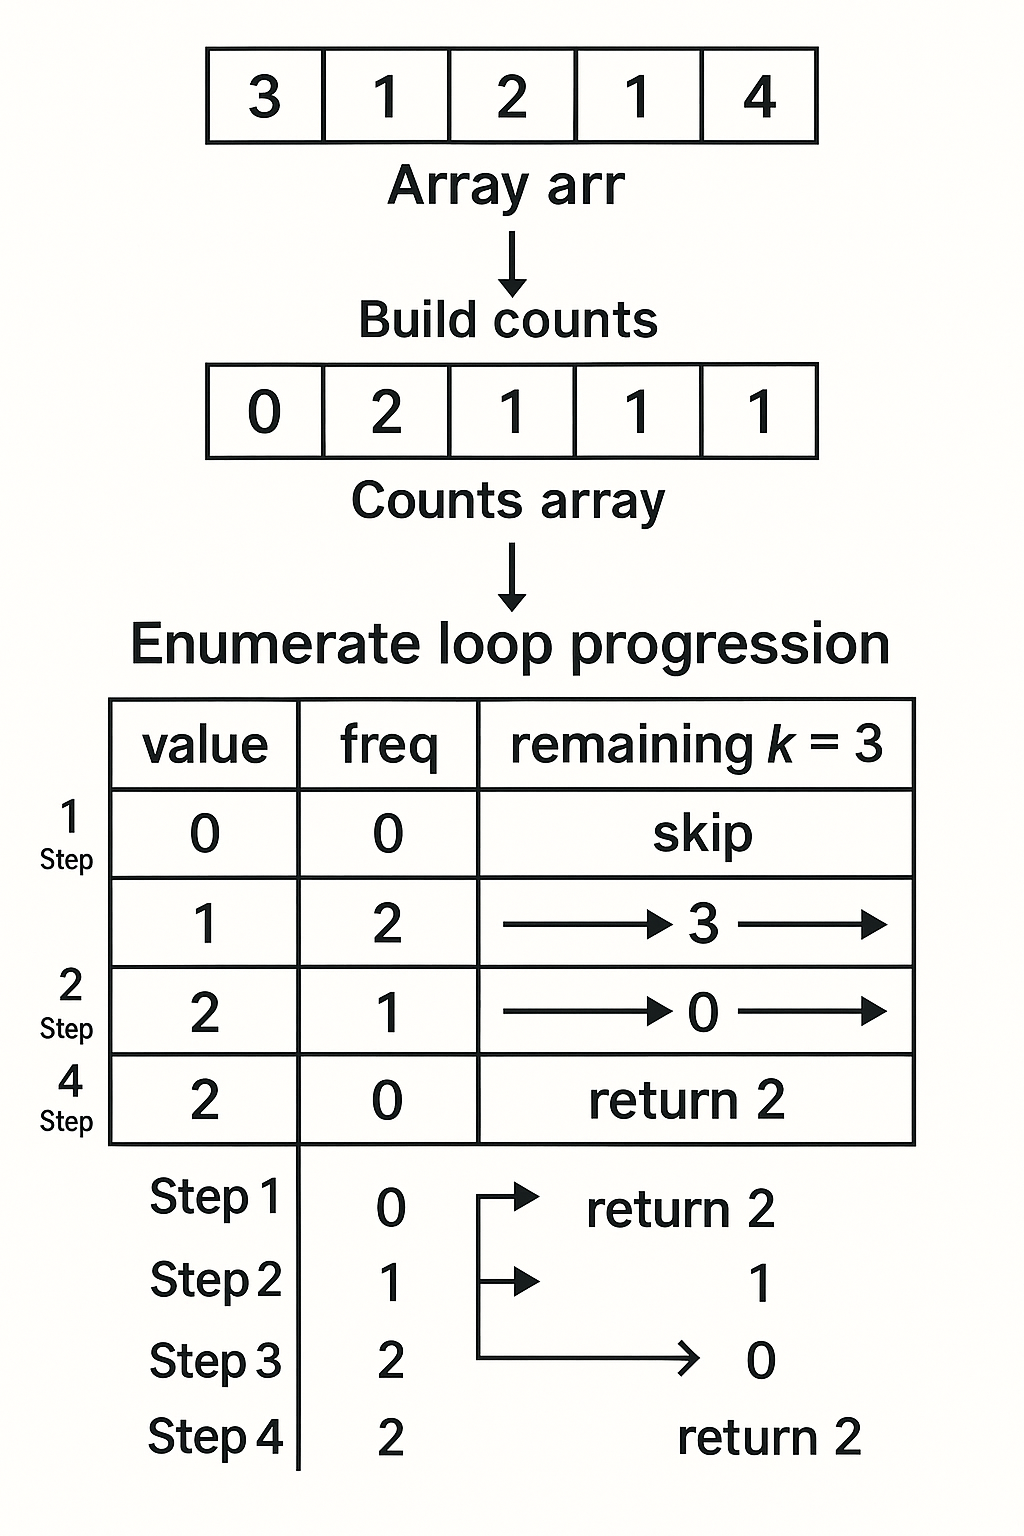 3 1 2 1 4
Array arr
Build counts
0 2 1 1 1
Counts array
Enumerate loop progression
value freq remaining k = 3
1
Step
0 0 skip
1 2 3
2
Step
2 1 0
4
Step
2 0 return 2
Step 1 0 return 2
Step 2 1 1
Step 3 2 0
Step 4 2 return 2